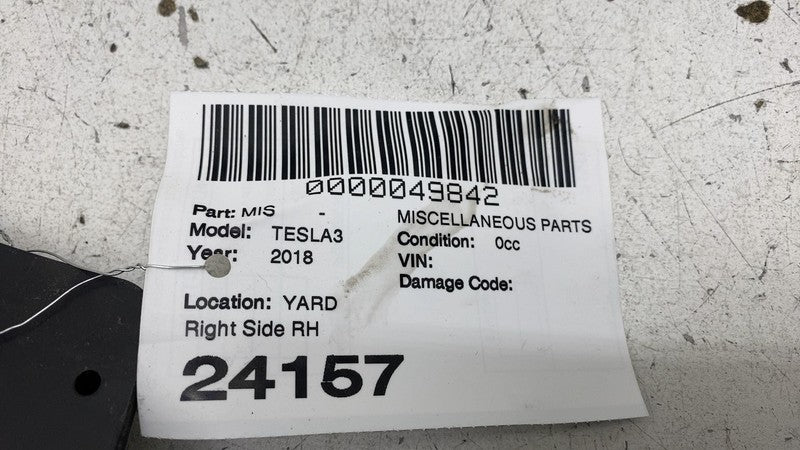 0000049842
Part: MIS - MISCELLANEOUS PARTS
Model: TESLA3 Condition: 0cc
Year: 2018 VIN:
Damage Code:
Location: YARD
Right Side RH
24157